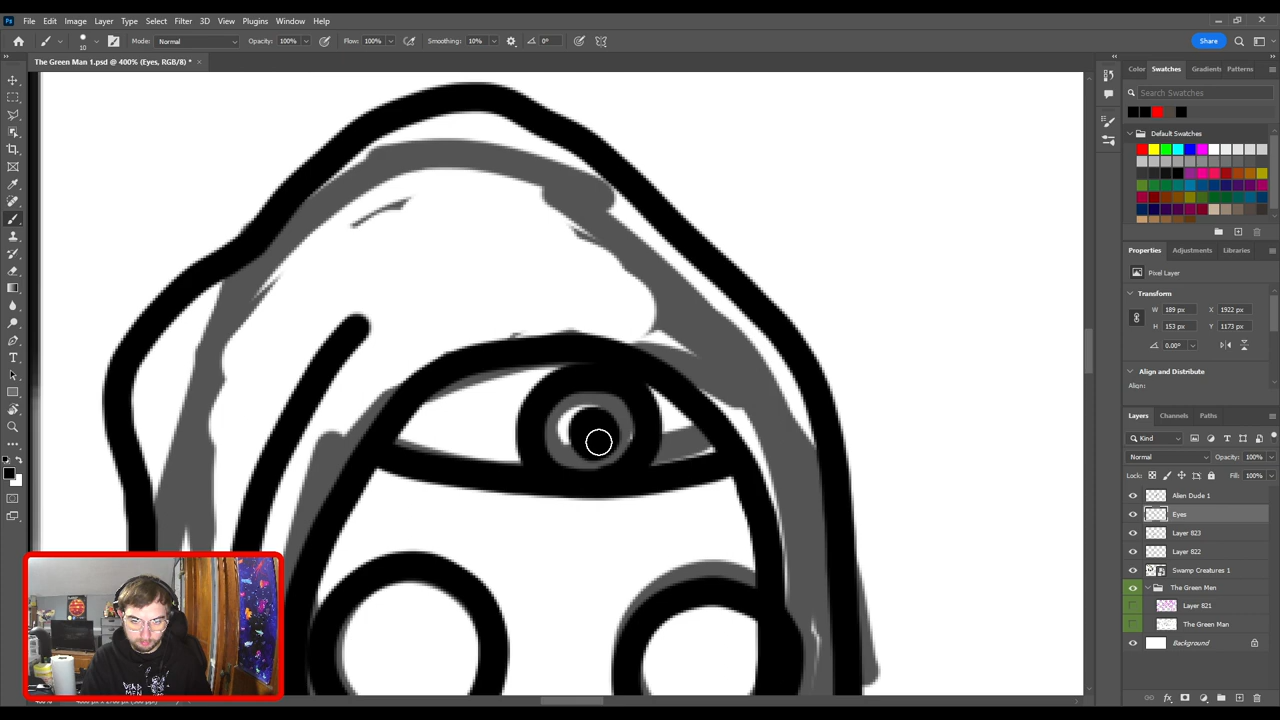 Ps File Edit Image Layer Type Select Filter 3D View Plugins Window Help
10 Mode: Normal Opacity: 100% Flow: 100% Smoothing: 10% 0° Share
The Green Man 1.psd @ 400% (Eyes, RGB/8) *
Color Swatches Gradients Patterns
Search Swatches
Default Swatches
Properties Adjustments Libraries
Pixel Layer
Transform
W 189 px X 1922 px
H 153 px Y 1173 px
0.00°
Align and Distribute
Align:
Layers Channels Paths
Kind
Normal Opacity: 100%
Lock: Fill: 100%
Alien Dude 1
Eyes
Layer 823
Layer 822
Swamp Creatures 1
The Green Men
Layer 821
The Green Man
Background